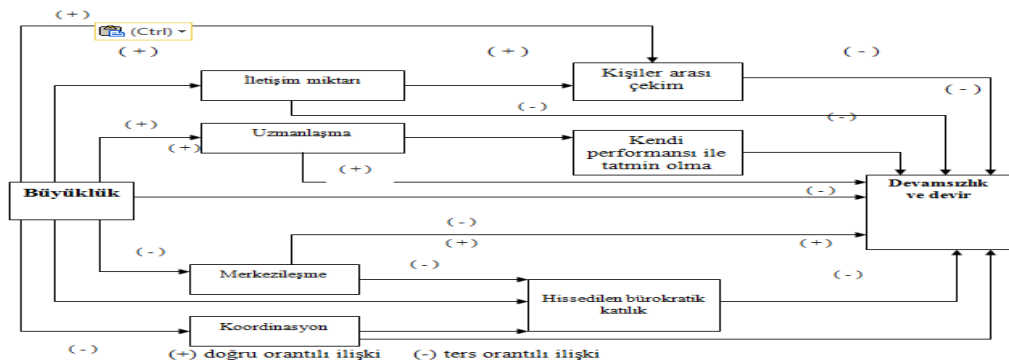 (+)
(Ctrl)
(+)
(+)
(-)
İletişim miktarı
Kişiler arası
çekim
(-)
(-)
(-)
(+)
Uzmanlaşma
(+)
Kendi
performansı ile
tatmin olma
(+)
Büyüklük
(-)
Devamsızlık
ve devir
(-)
(+)
(+)
(-)
Merkezileşme
(-)
(-)
Hissedilen bürokratik
katılık
Koordinasyon
(-)
(+) doğru orantılı ilişki (-) ters orantılı ilişki